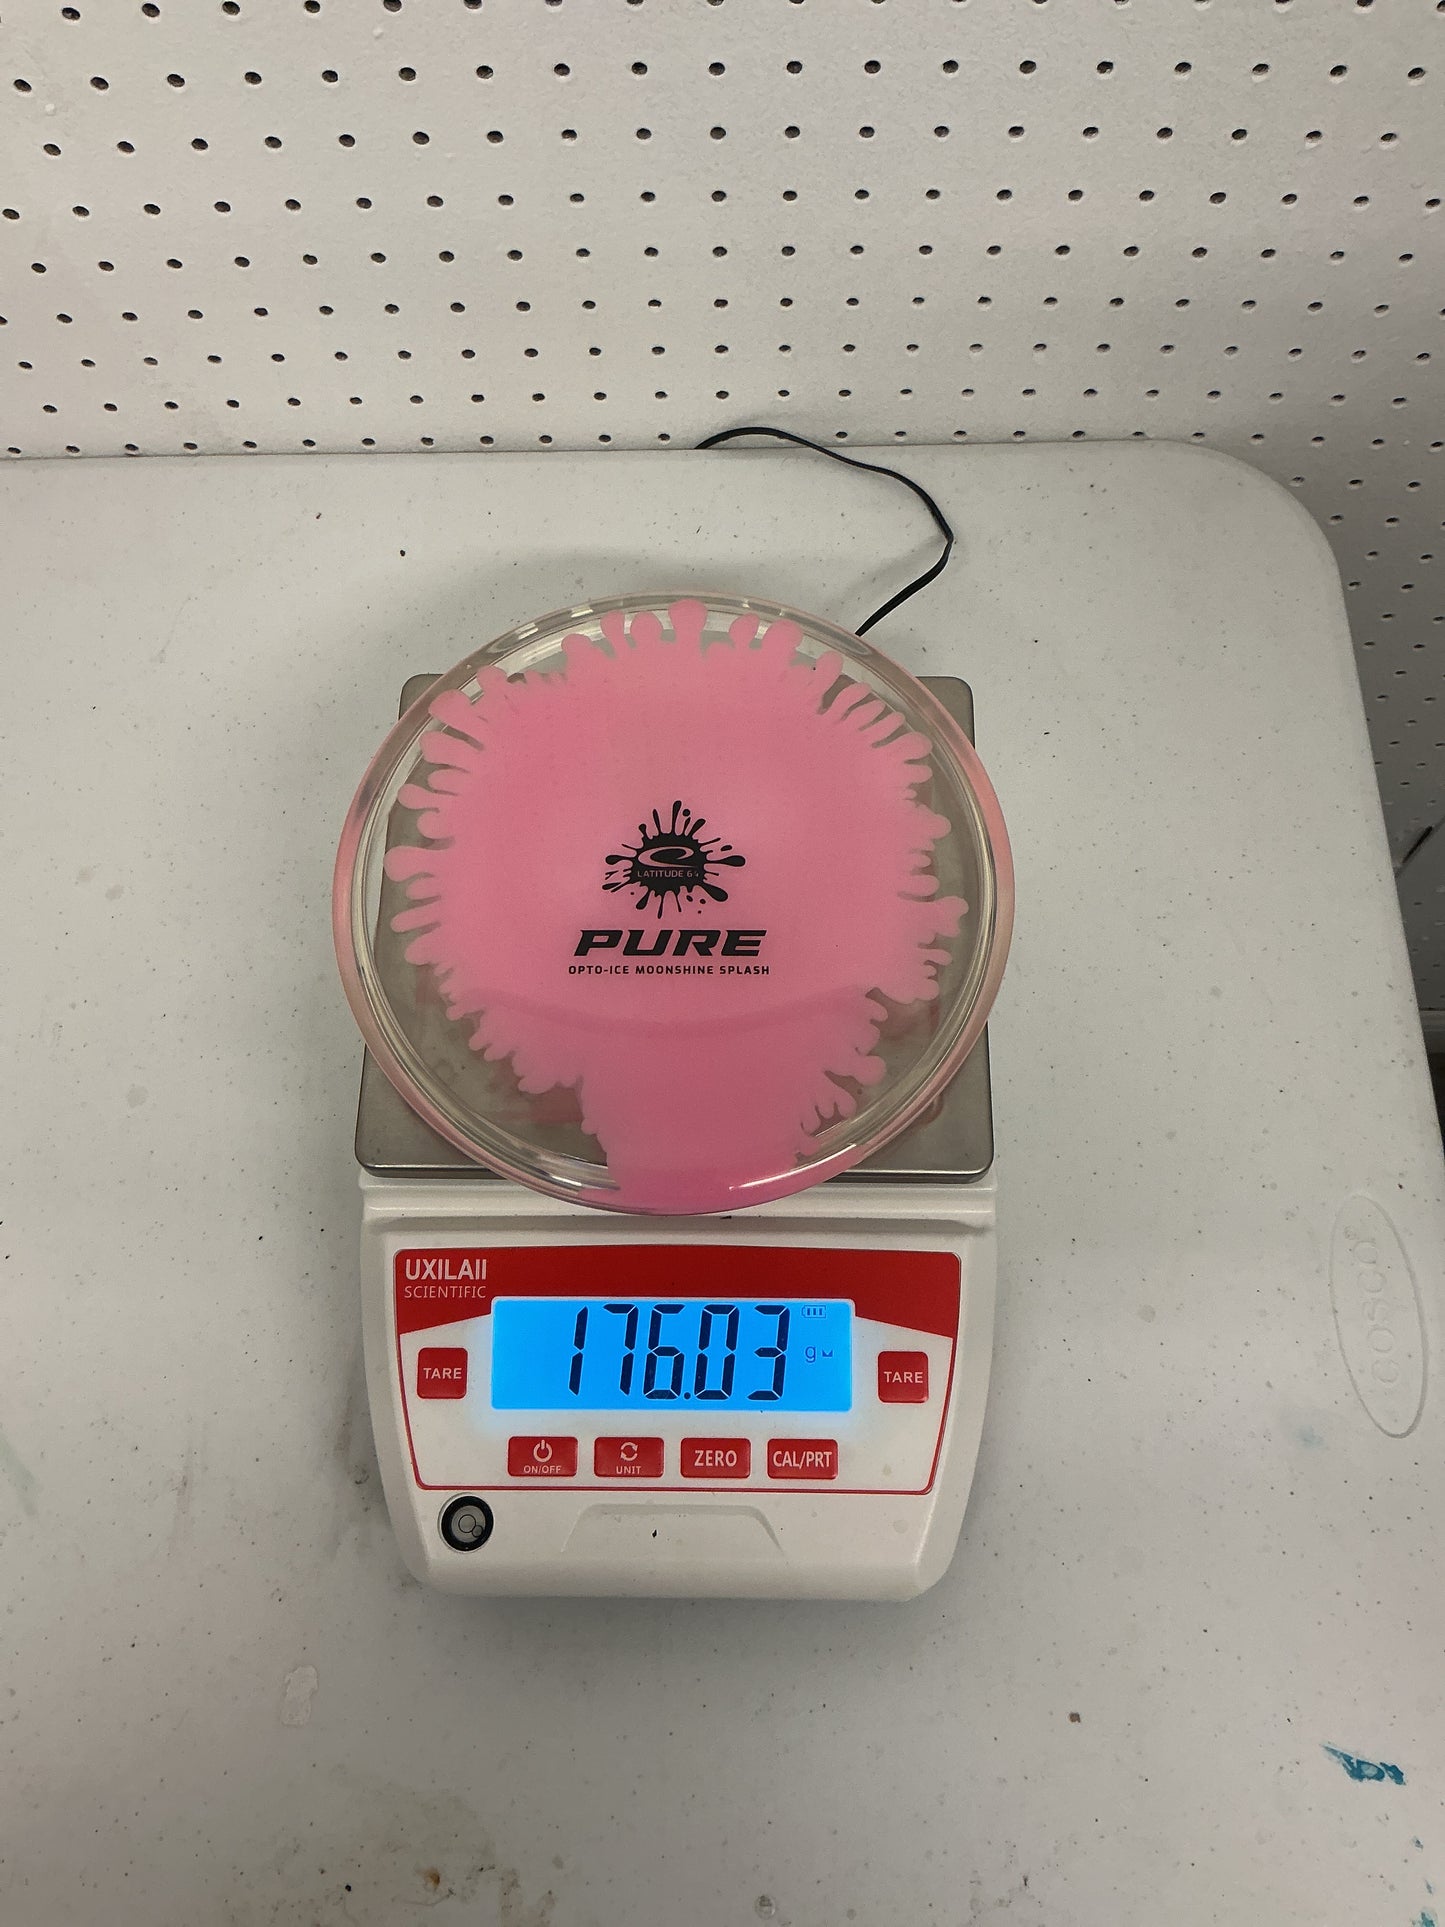 LATITUDE 64
PURE
OPTO-ICE MOONSHINE SPLASH
UXILAII
SCIENTIFIC
176.03 g
TARE
TARE
ON/OFF
UNIT
ZERO
CAL/PRT
COSCO